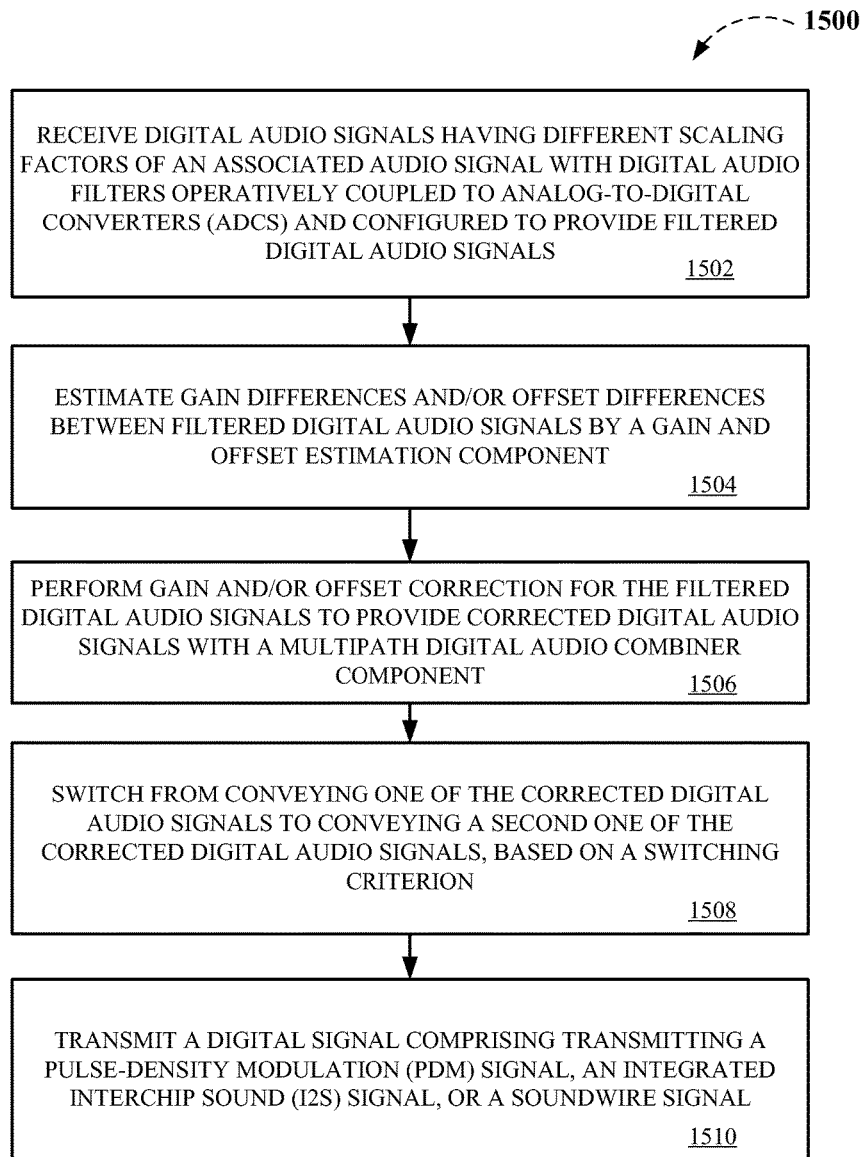 1500
RECEIVE DIGITAL AUDIO SIGNALS HAVING DIFFERENT SCALING
FACTORS OF AN ASSOCIATED AUDIO SIGNAL WITH DIGITAL AUDIO
FILTERS OPERATIVELY COUPLED TO ANALOG-TO-DIGITAL
CONVERTERS (ADCS) AND CONFIGURED TO PROVIDE FILTERED
DIGITAL AUDIO SIGNALS
1502
ESTIMATE GAIN DIFFERENCES AND/OR OFFSET DIFFERENCES
BETWEEN FILTERED DIGITAL AUDIO SIGNALS BY A GAIN AND
OFFSET ESTIMATION COMPONENT
1504
PERFORM GAIN AND/OR OFFSET CORRECTION FOR THE FILTERED
DIGITAL AUDIO SIGNALS TO PROVIDE CORRECTED DIGITAL AUDIO
SIGNALS WITH A MULTIPATH DIGITAL AUDIO COMBINER
COMPONENT
1506
SWITCH FROM CONVEYING ONE OF THE CORRECTED DIGITAL
AUDIO SIGNALS TO CONVEYING A SECOND ONE OF THE
CORRECTED DIGITAL AUDIO SIGNALS, BASED ON A SWITCHING
CRITERION
1508
TRANSMIT A DIGITAL SIGNAL COMPRISING TRANSMITTING A
PULSE-DENSITY MODULATION (PDM) SIGNAL, AN INTEGRATED
INTERCHIP SOUND (I2S) SIGNAL, OR A SOUNDWIRE SIGNAL
1510